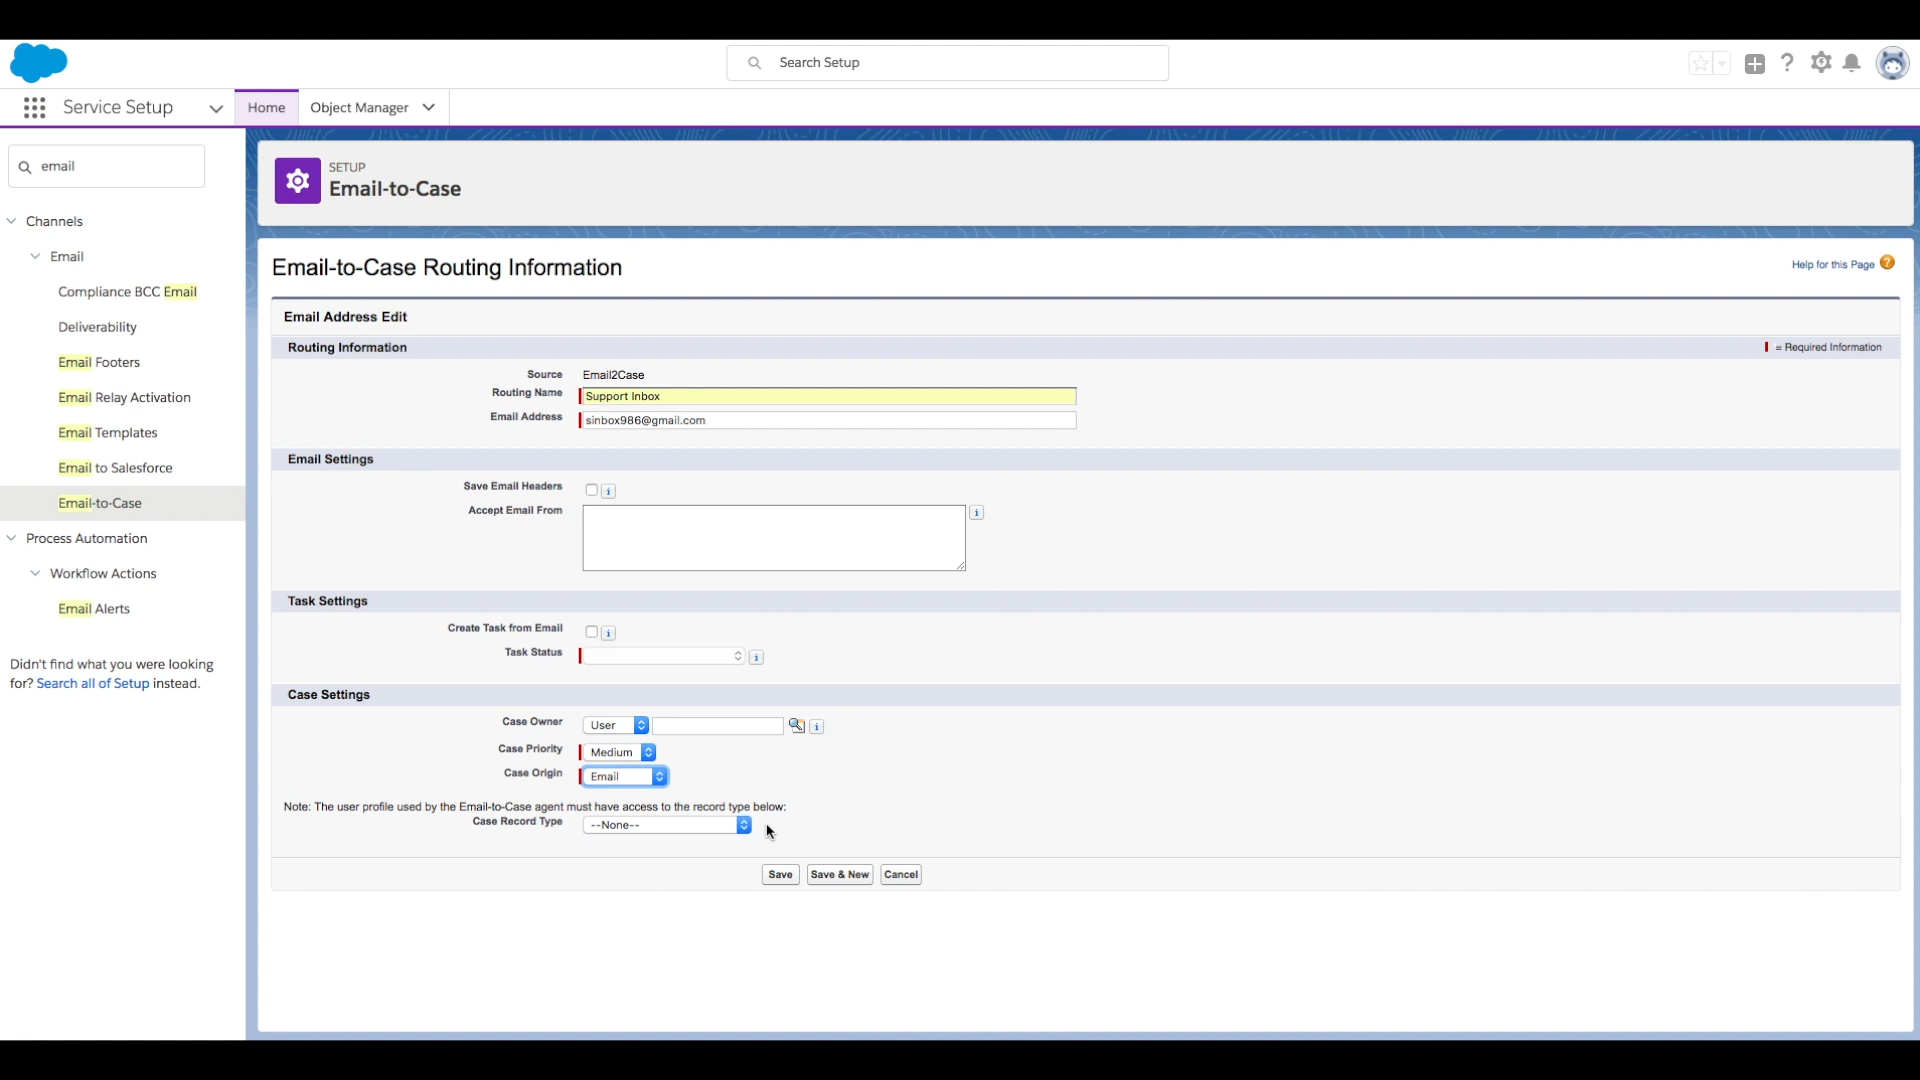 Search Setup
Service Setup
Home
Object Manager
email
SETUP
Email-to-Case
Channels
Email
Compliance BCC Email
Deliverability
Email Footers
Email Relay Activation
Email Templates
Email to Salesforce
Email-to-Case
Process Automation
Workflow Actions
Email Alerts
Didn't find what you were looking
for? Search all of Setup instead.
Email-to-Case Routing Information
Help for this Page
Email Address Edit
Routing Information
= Required Information
Source Email2Case
Routing Name Support Inbox
Email Address sinbox986@gmail.com
Email Settings
Save Email Headers
Accept Email From
Task Settings
Create Task from Email
Task Status
Case Settings
Case Owner User
Case Priority Medium
Case Origin Email
Note: The user profile used by the Email-to-Case agent must have access to the record type below:
Case Record Type --None--
Save Save & New Cancel